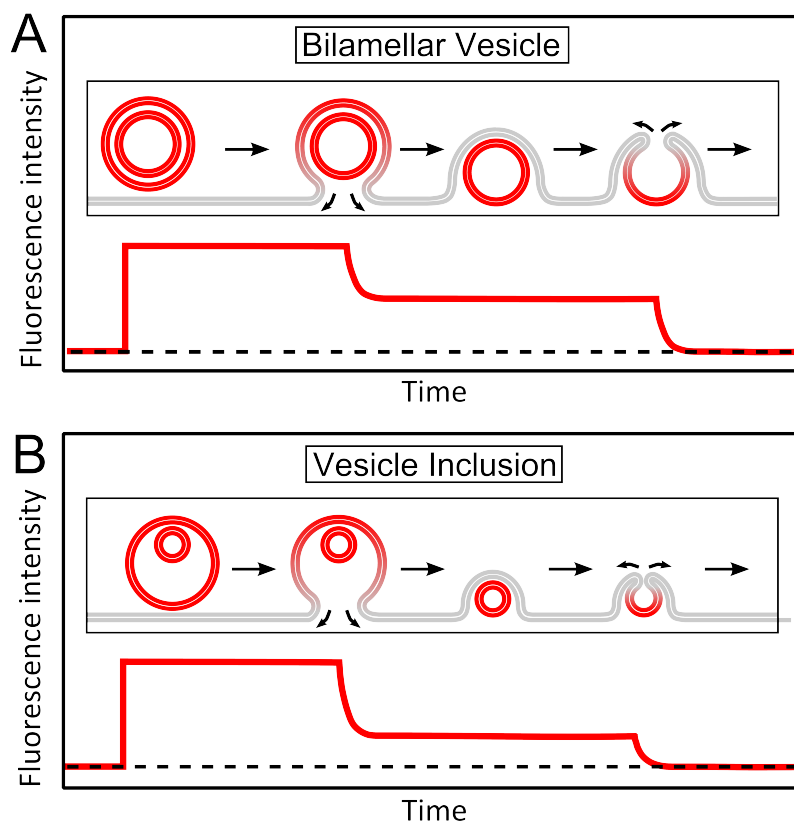 A
Bilamellar Vesicle
Fluorescence intensity
Time
B
Vesicle Inclusion
Fluorescence intensity
Time